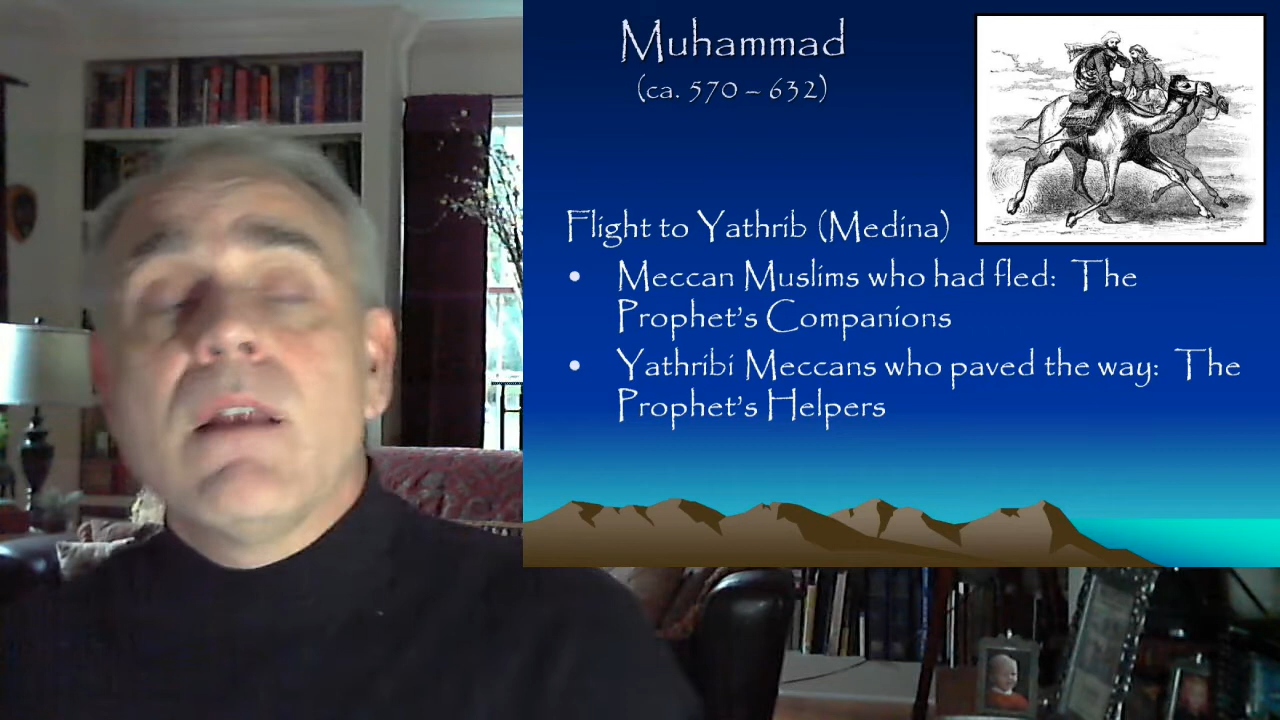 Muhammad
(ca. 570 – 632)
Flight to Yathrib (Medina)
• Meccan Muslims who had fled: The
Prophet's Companions
• Yathribi Meccans who paved the way: The
Prophet's Helpers